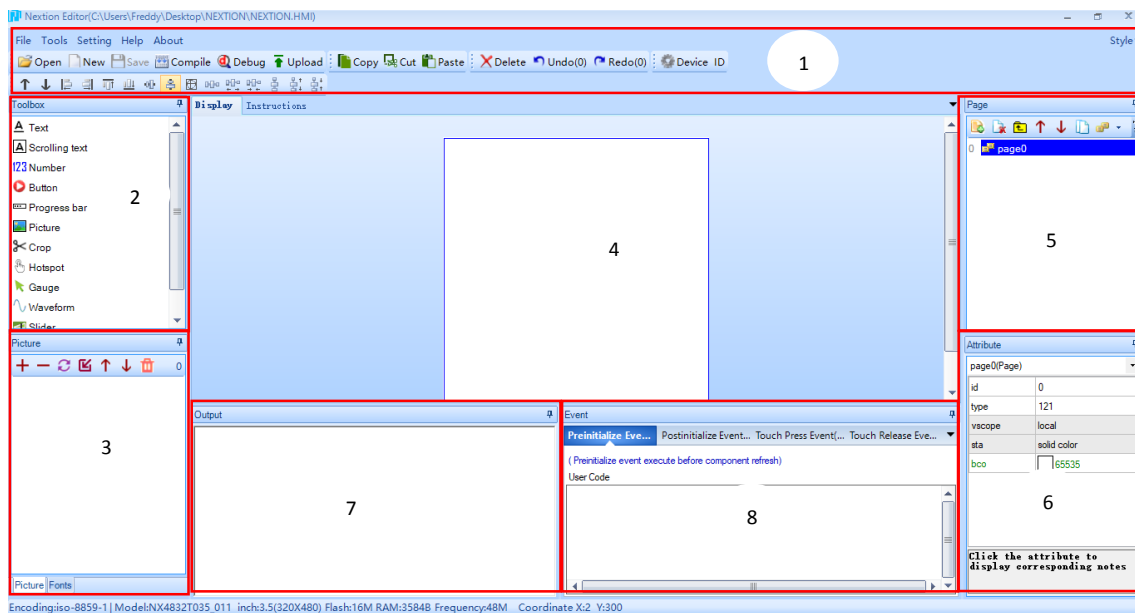 Nextion Editor(C:\Users\Freddy\Desktop\NEXTION\NEXTION.HMI)
File Tools Setting Help About
Style
Open New Save Compile Debug Upload Copy Cut Paste Delete Undo(0) Redo(0) Device ID
1
Toolbox
A Text
A Scrolling text
123 Number
Button
Progress bar
Picture
Crop
Hotspot
Gauge
Waveform
Slider
2
Display Instructions
4
Page
0 page0
5
Picture
0
3
Picture Fonts
Output
7
Event
Preinitialize Eve... Postinitialize Event... Touch Press Event(... Touch Release Eve...
( Preinitialize event execute before component refresh)
User Code
8
Attribute
page0(Page)
id 0
type 121
vscope local
sta solid color
bco 65535
6
Click the attribute to
display corresponding notes
Encoding:iso-8859-1| Model:NX4832T035_011 inch:3.5(320X480) Flash:16M RAM:3584B Frequency:48M Coordinate X:2 Y:300